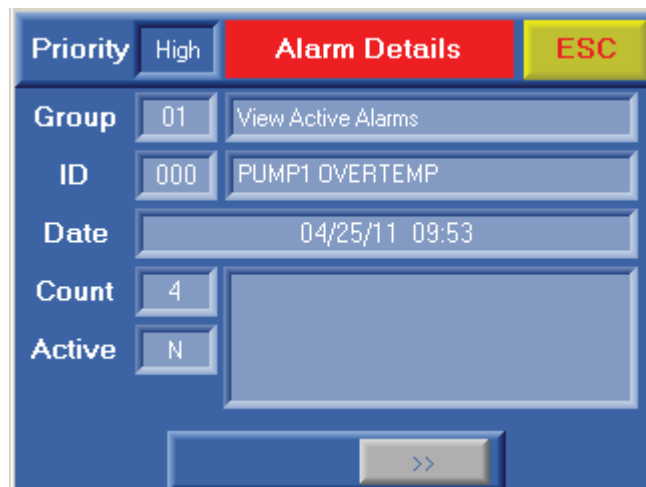 Priority High Alarm Details ESC
Group 01 View Active Alarms
ID 000 PUMP1 OVERTEMP
Date 04/25/11 09:53
Count 4
Active N
>>